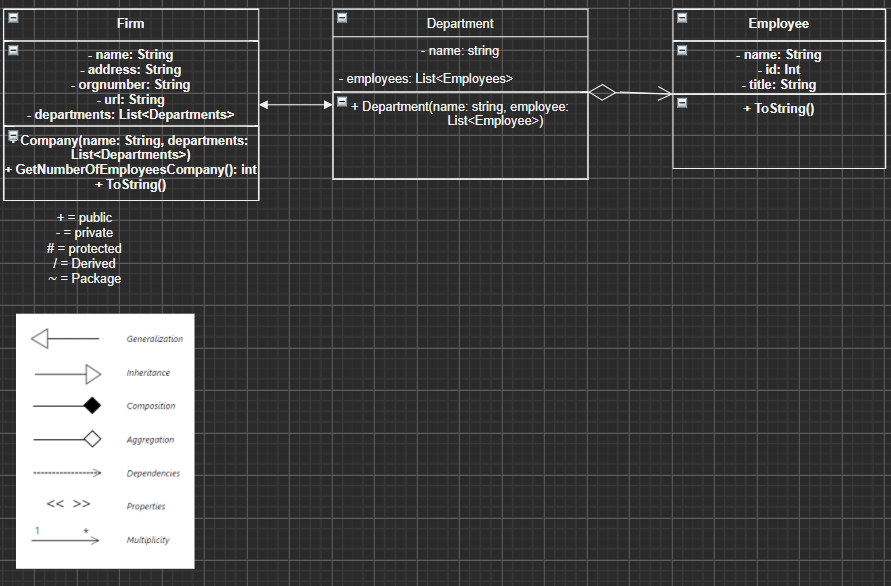 Firm
- name: String
- address: String
- orgnumber: String
- url: String
- departments: List<Departments>
+ Company(name: String, departments:
List<Departments>)
+ GetNumberOfEmployeesCompany(): int
+ ToString()
Department
- name: string
- employees: List<Employees>
+ Department(name: string, employee:
List<Employee>)
Employee
- name: String
- id: Int
- title: String
+ ToString()
+ = public
- = private
# = protected
/ = Derived
~ = Package
Generalization
Inheritance
Composition
Aggregation
Dependencies
<< >> Properties
1 * Multiplicity